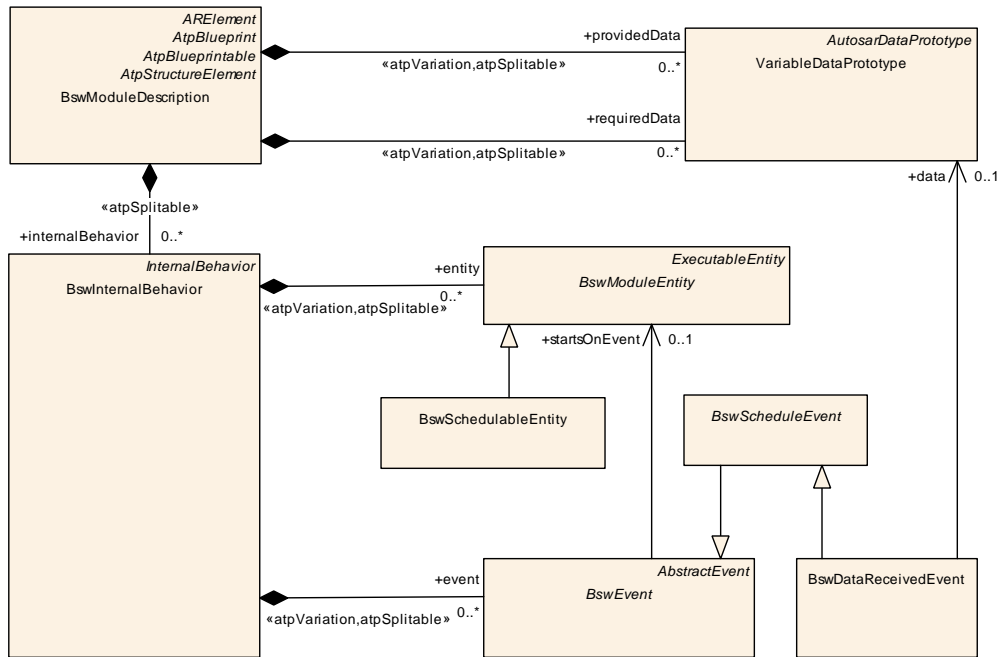 ARElement
AtpBlueprint
AtpBlueprintable
AtpStructureElement
BswModuleDescription
+providedData
«atpVariation,atpSplitable»
0..*
AutosarDataPrototype
VariableDataPrototype
+requiredData
«atpVariation,atpSplitable»
0..*
+data
0..1
«atpSplitable»
+internalBehavior
0..*
InternalBehavior
BswInternalBehavior
+entity
0..*
«atpVariation,atpSplitable»
ExecutableEntity
BswModuleEntity
+startsOnEvent
0..1
BswSchedulableEntity
BswScheduleEvent
+event
0..*
«atpVariation,atpSplitable»
AbstractEvent
BswEvent
BswDataReceivedEvent